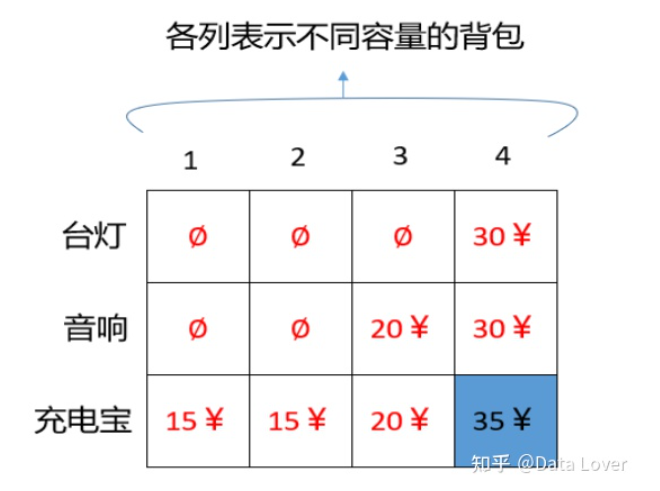 各列表示不同容量的背包
1 2 3 4
台灯 Ø Ø Ø 30¥
音响 Ø Ø 20¥ 30¥
充电宝 15¥ 15¥ 20¥ 35¥
知乎 @Data Lover